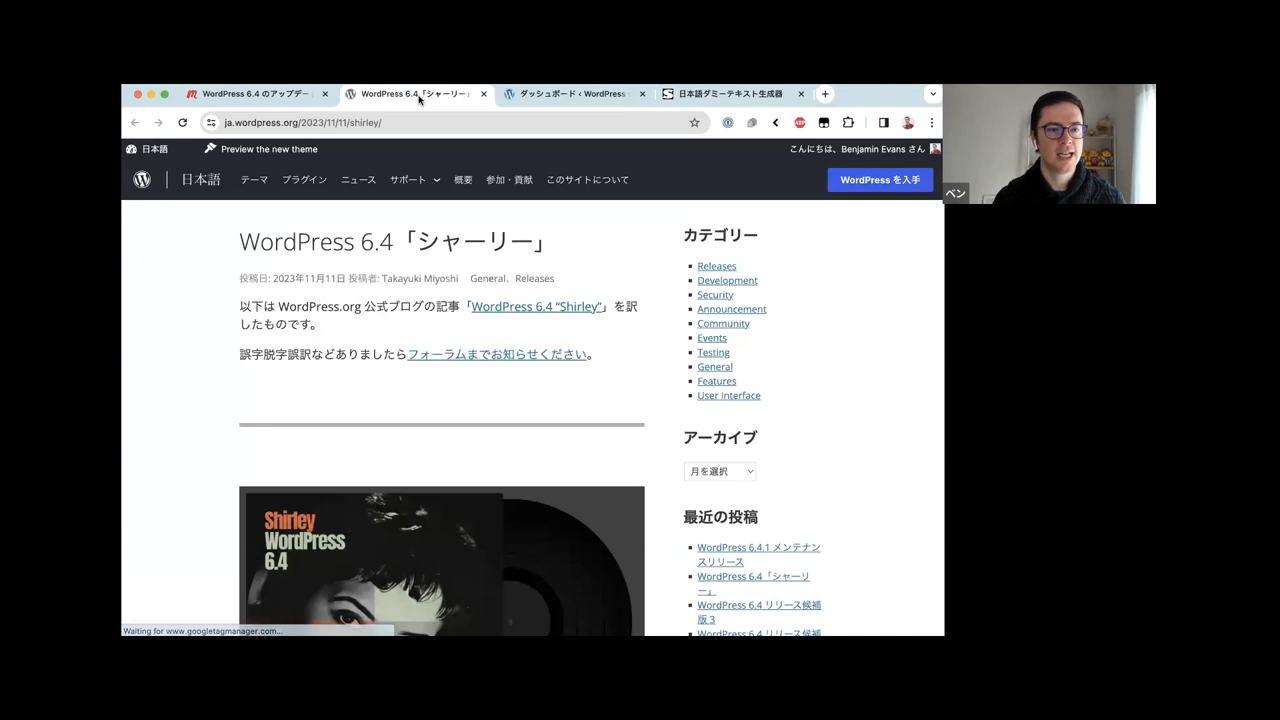 WordPress 6.4 のアップデー
WordPress 6.4「シャーリー」
ダッシュボード ‹ WordPress
日本語ダミーテキスト生成器
ja.wordpress.org/2023/11/11/shirley/
ABP
日本語
Preview the new theme
こんにちは、Benjamin Evans さん
日本語
テーマ
プラグイン
ニュース
サポート
概要
参加・貢献
このサイトについて
WordPress を入手
ベン
WordPress 6.4「シャーリー」
投稿日: 2023年11月11日 投稿者: Takayuki Miyoshi General、Releases
以下は WordPress.org 公式ブログの記事「WordPress 6.4 “Shirley”」を訳
したものです。
誤字脱字誤訳などありましたらフォーラムまでお知らせください。
Shirley
WordPress
6.4
カテゴリー
Releases
Development
Security
Announcement
Community
Events
Testing
General
Features
User Interface
アーカイブ
月を選択
最近の投稿
WordPress 6.4.1 メンテナン
スリリース
WordPress 6.4「シャーリ
ー」
WordPress 6.4 リリース候補
版 3
WordPress 6.4 リリース候補
Waiting for www.googletagmanager.com...